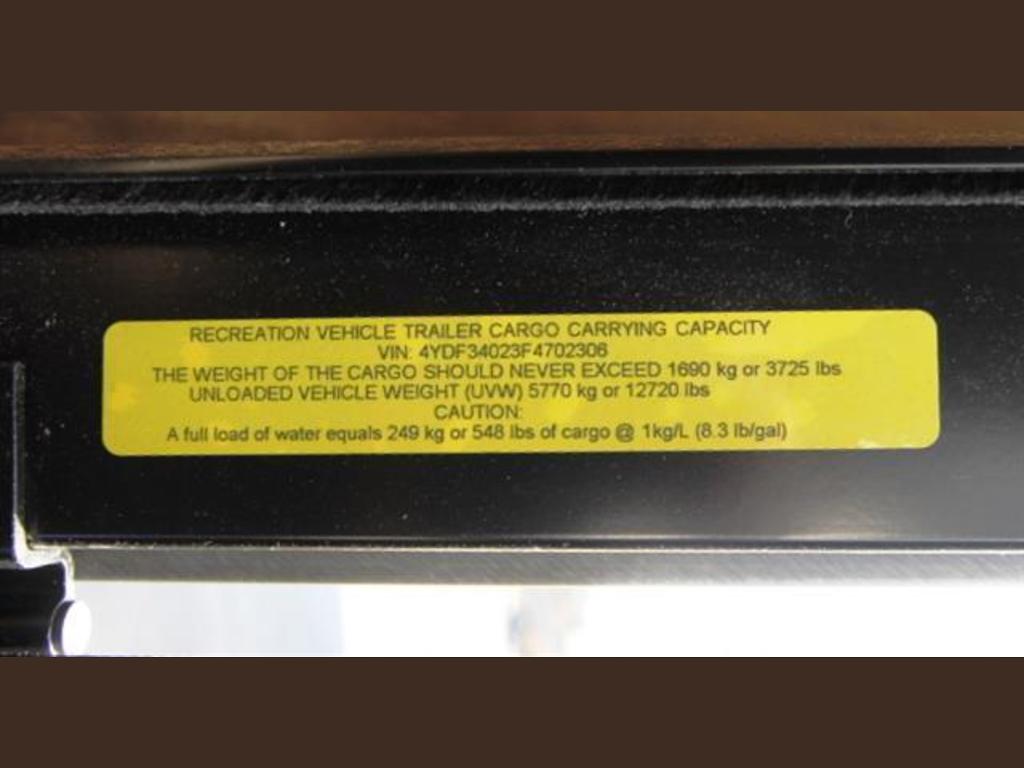 RECREATION VEHICLE TRAILER CARGO CARRYING CAPACITY
VIN: 4YDF34023F4702306
THE WEIGHT OF THE CARGO SHOULD NEVER EXCEED 1690 kg or 3725 lbs
UNLOADED VEHICLE WEIGHT (UVW) 5770 kg or 12720 lbs
CAUTION:
A full load of water equals 249 kg or 548 lbs of cargo @ 1kg/L (8.3 lb/gal)